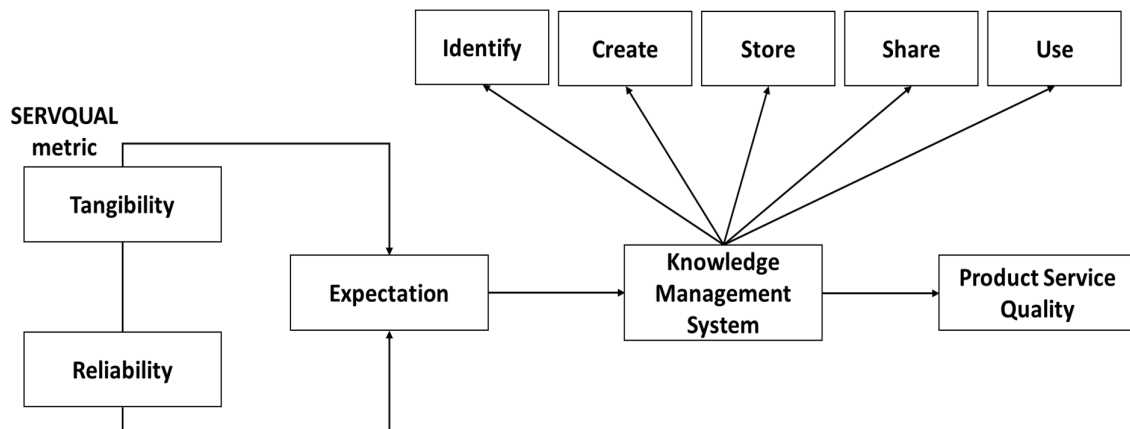 Identify
Create
Store
Share
Use
SERVQUAL
metric
Tangibility
Expectation
Knowledge
Management
System
Product Service
Quality
Reliability